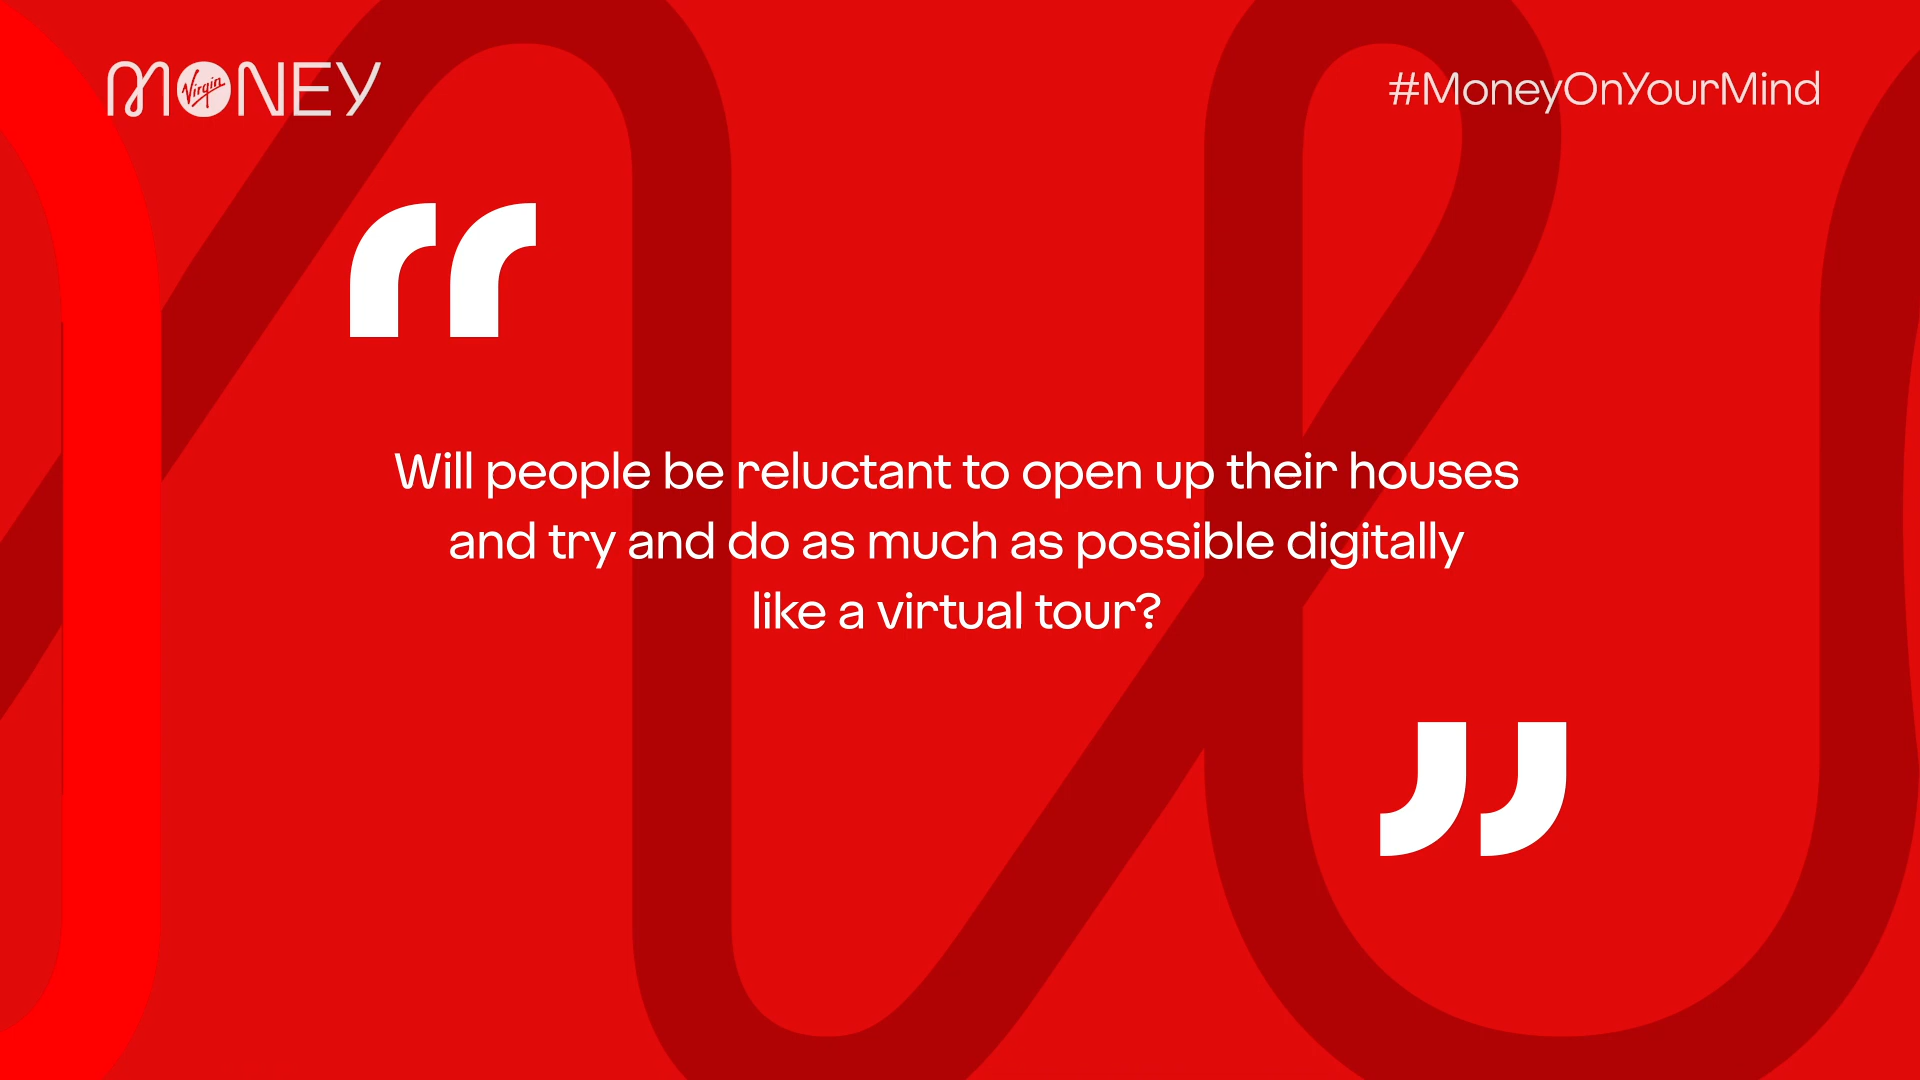 MONEY
Virgin
#MoneyOnYourMind
“
Will people be reluctant to open up their houses
and try and do as much as possible digitally
like a virtual tour?
”